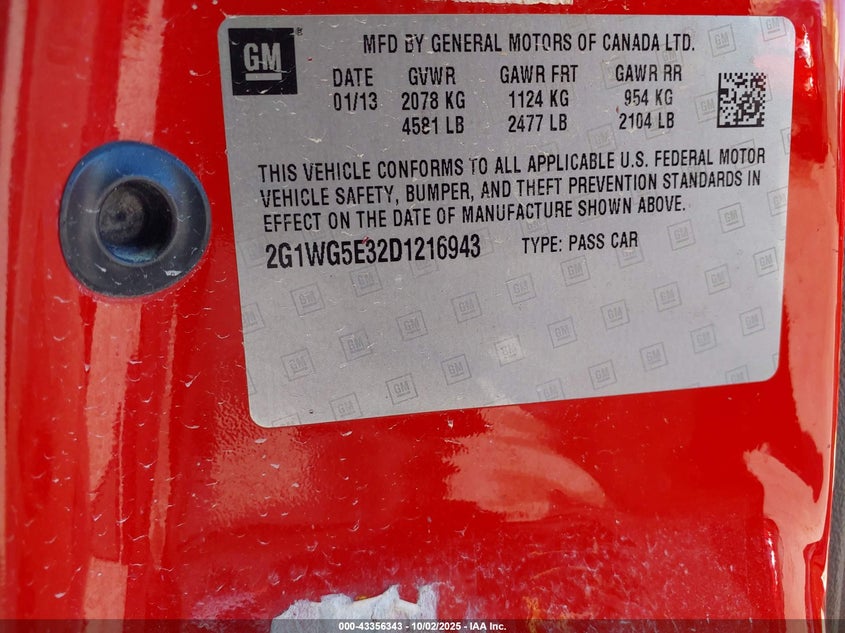 GM ®
MFD BY GENERAL MOTORS OF CANADA LTD.
DATE GVWR GAWR FRT GAWR RR
01/13 2078 KG 1124 KG 954 KG
4581 LB 2477 LB 2104 LB
THIS VEHICLE CONFORMS TO ALL APPLICABLE U.S. FEDERAL MOTOR
VEHICLE SAFETY, BUMPER, AND THEFT PREVENTION STANDARDS IN
EFFECT ON THE DATE OF MANUFACTURE SHOWN ABOVE.
2G1WG5E32D1216943 TYPE: PASS CAR
000-43356343 - 10/02/2025 - IAA Inc.